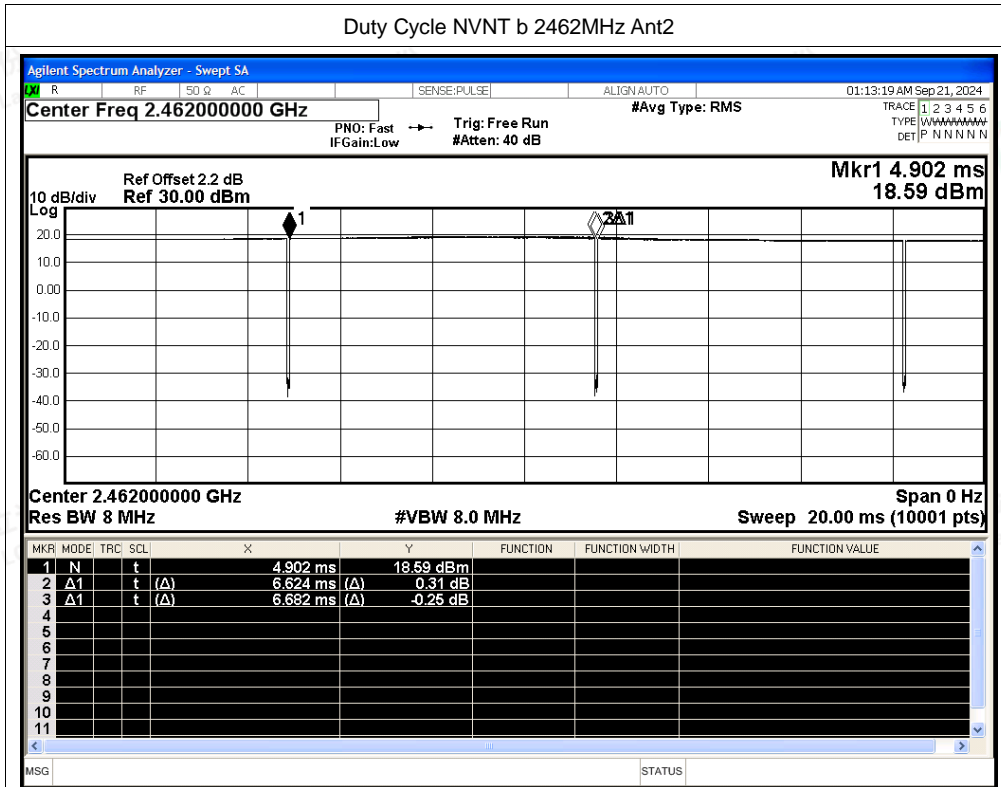 Duty Cycle NVNT b 2462MHz Ant2
Agilent Spectrum Analyzer - Swept SA
LXI R RF 50 Ω AC SENSE:PULSE ALIGN AUTO 01:13:19 AM Sep 21, 2024
Center Freq 2.462000000 GHz #Avg Type: RMS TRACE 1 2 3 4 5 6
PNO: Fast Trig: Free Run TYPE
IFGain:Low #Atten: 40 dB DET P N N N N N
Mkr1 4.902 ms
Ref Offset 2.2 dB
10 dB/div Ref 30.00 dBm 18.59 dBm
Log
1
3Δ1
20.0
10.0
0.00
-10.0
-20.0
-30.0
-40.0
-50.0
-60.0
Center 2.462000000 GHz Span 0 Hz
Res BW 8 MHz #VBW 8.0 MHz Sweep 20.00 ms (10001 pts)
MKR MODE TRC SCL X Y FUNCTION FUNCTION WIDTH FUNCTION VALUE
1 N t 4.902 ms 18.59 dBm
2 Δ1 t (Δ) 6.624 ms (Δ) 0.31 dB
3 Δ1 t (Δ) 6.682 ms (Δ) -0.25 dB
4
5
6
7
8
9
10
11
MSG STATUS